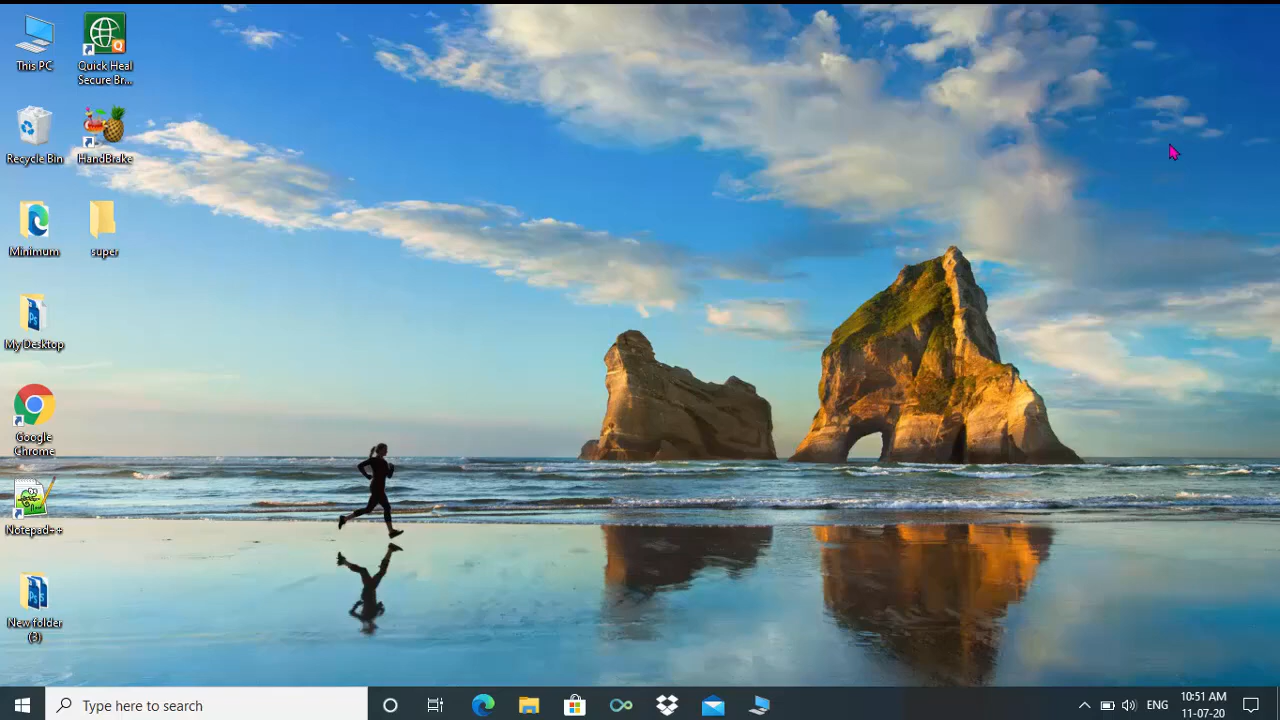 This PC
Quick Heal
Secure Br...
Recycle Bin
HandBrake
Minimum
super
My Desktop
Google
Chrome
Notepad++
New folder
(3)
Type here to search
ENG
10:51 AM
11-07-20